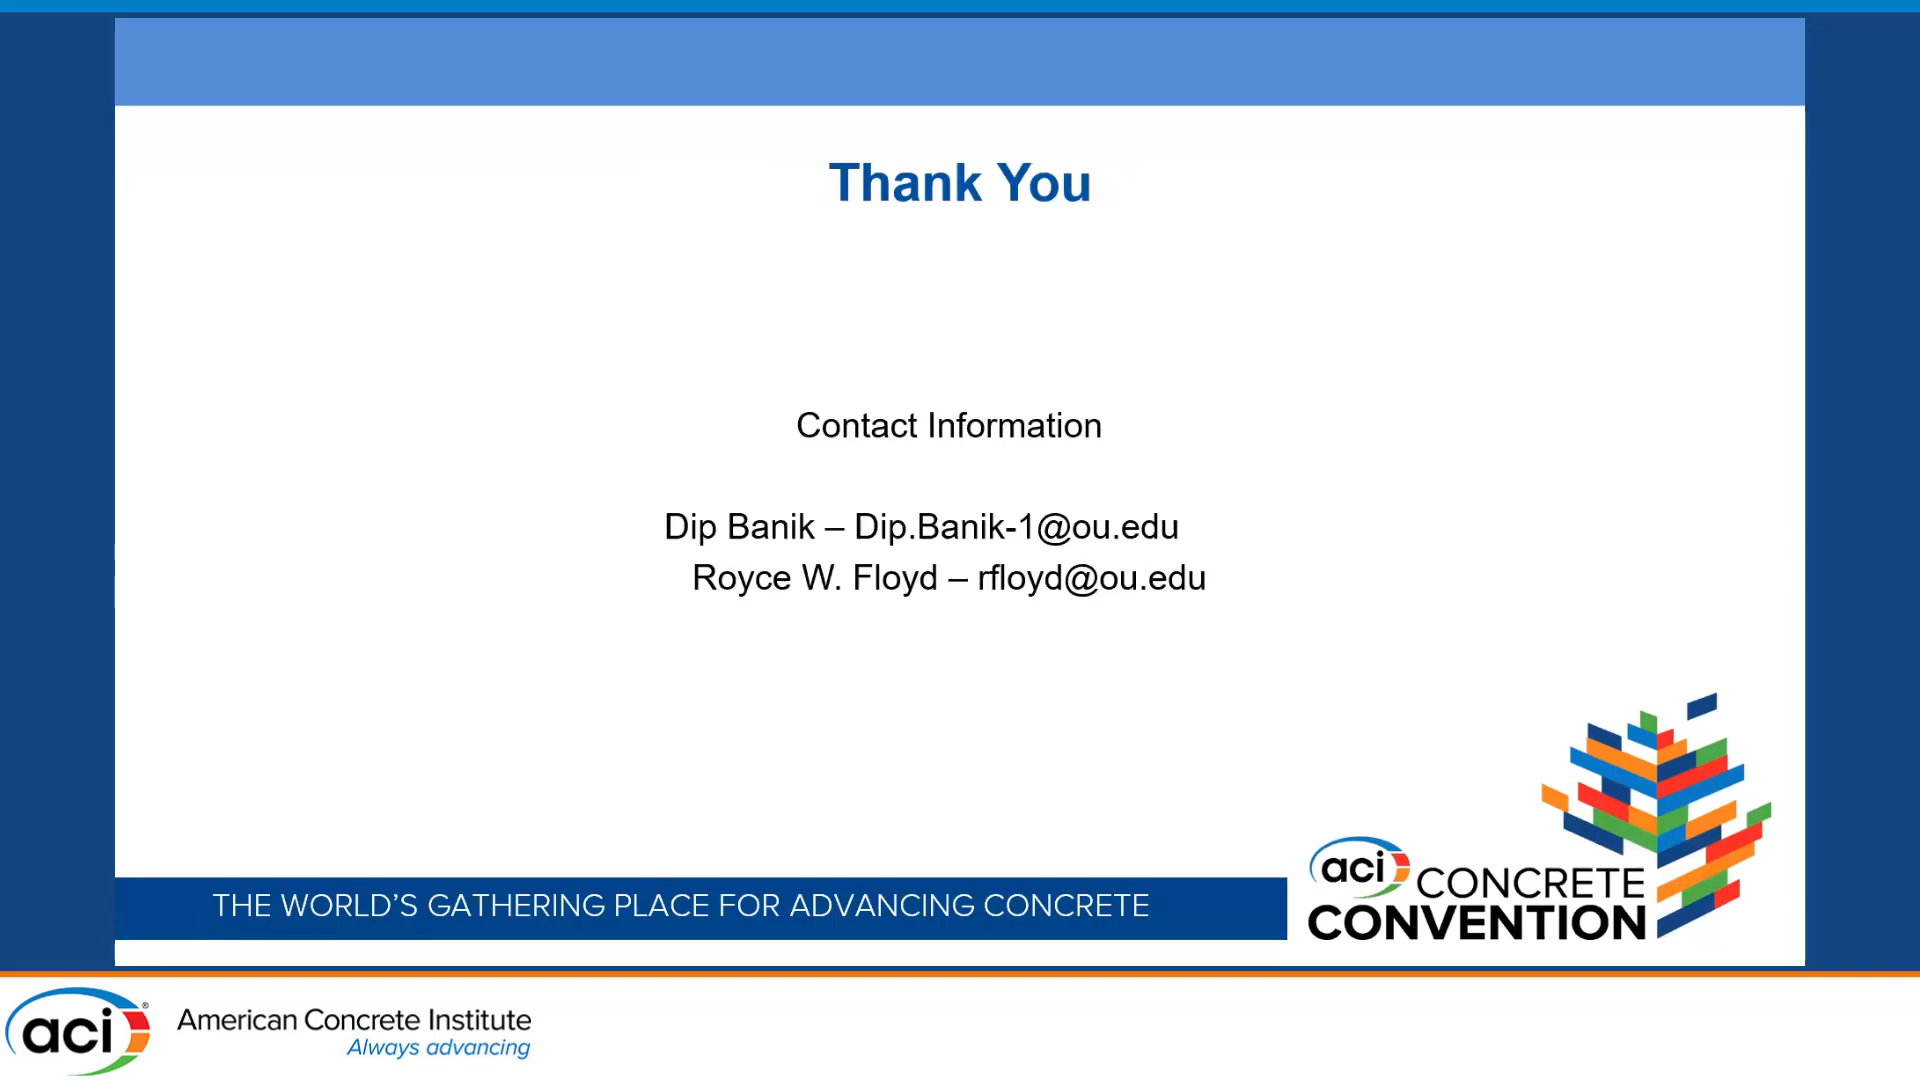 Thank You
Contact Information
Dip Banik – Dip.Banik-1@ou.edu
Royce W. Floyd – rfloyd@ou.edu
THE WORLD'S GATHERING PLACE FOR ADVANCING CONCRETE
aci CONCRETE
CONVENTION
aci® American Concrete Institute
Always advancing